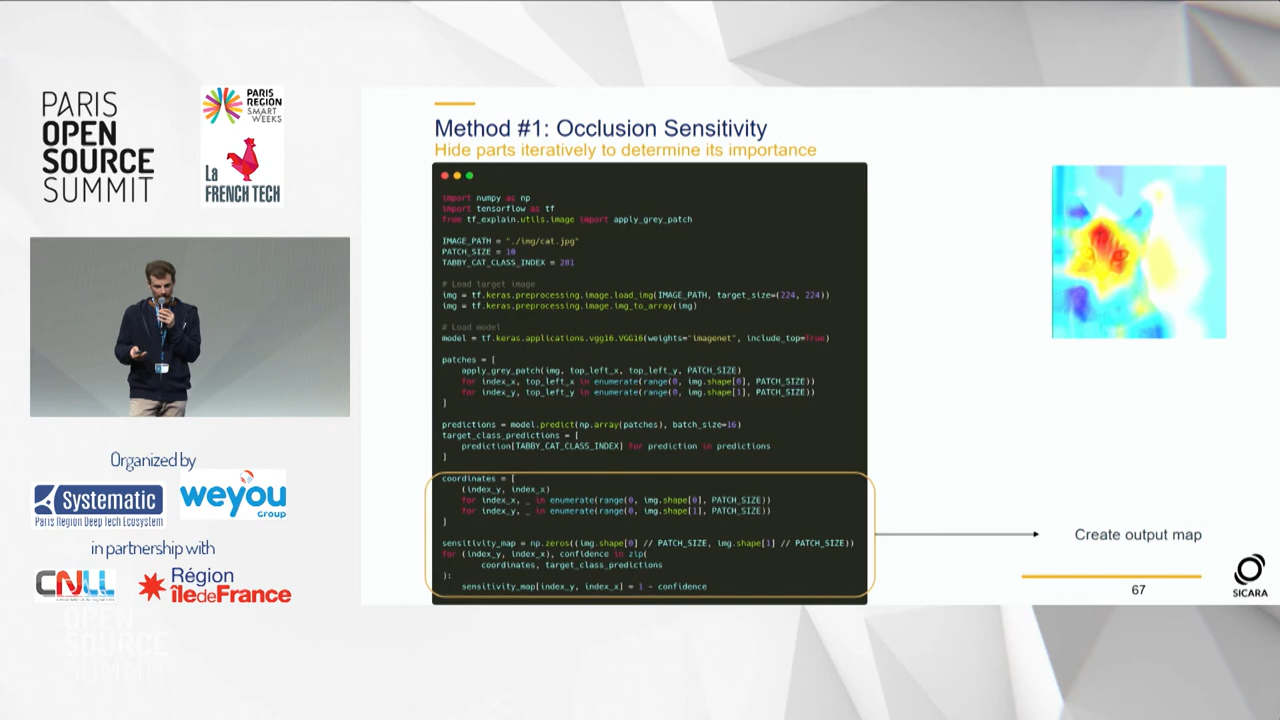 PARIS
OPEN
SOURCE
SUMMIT
PARIS
REGION
SMART
WEEKS
La
FRENCH TECH
Organized by
Systematic
Paris Region Deep Tech Ecosystem
weyou
GROUP
in partnership with
CNLL
Région
îledeFrance
OPEN
SOURCE
SUMMIT
Method #1: Occlusion Sensitivity
Hide parts iteratively to determine its importance
import numpy as np
import tensorflow as tf
from tf_explain.utils.image import apply_grey_patch
IMAGE_PATH = "./img/cat.jpg"
PATCH_SIZE = 10
TABBY_CAT_CLASS_INDEX = 281
# Load target image
img = tf.keras.preprocessing.image.load_img(IMAGE_PATH, target_size=(224, 224))
img = tf.keras.preprocessing.image.img_to_array(img)
# Load model
model = tf.keras.applications.vgg16.VGG16(weights="imagenet", include_top=True)
patches = [
apply_grey_patch(img, top_left_x, top_left_y, PATCH_SIZE)
for index_x, top_left_x in enumerate(range(0, img.shape[0], PATCH_SIZE))
for index_y, top_left_y in enumerate(range(0, img.shape[1], PATCH_SIZE))
]
predictions = model.predict(np.array(patches), batch_size=16)
target_class_predictions = [
prediction[TABBY_CAT_CLASS_INDEX] for prediction in predictions
]
coordinates = [
(index_y, index_x)
for index_x, _ in enumerate(range(0, img.shape[0], PATCH_SIZE))
for index_y, _ in enumerate(range(0, img.shape[1], PATCH_SIZE))
]
sensitivity_map = np.zeros((img.shape[0] // PATCH_SIZE, img.shape[1] // PATCH_SIZE))
for (index_y, index_x), confidence in zip(
coordinates, target_class_predictions
):
sensitivity_map[index_y, index_x] = 1 - confidence
Create output map
67
SICARA